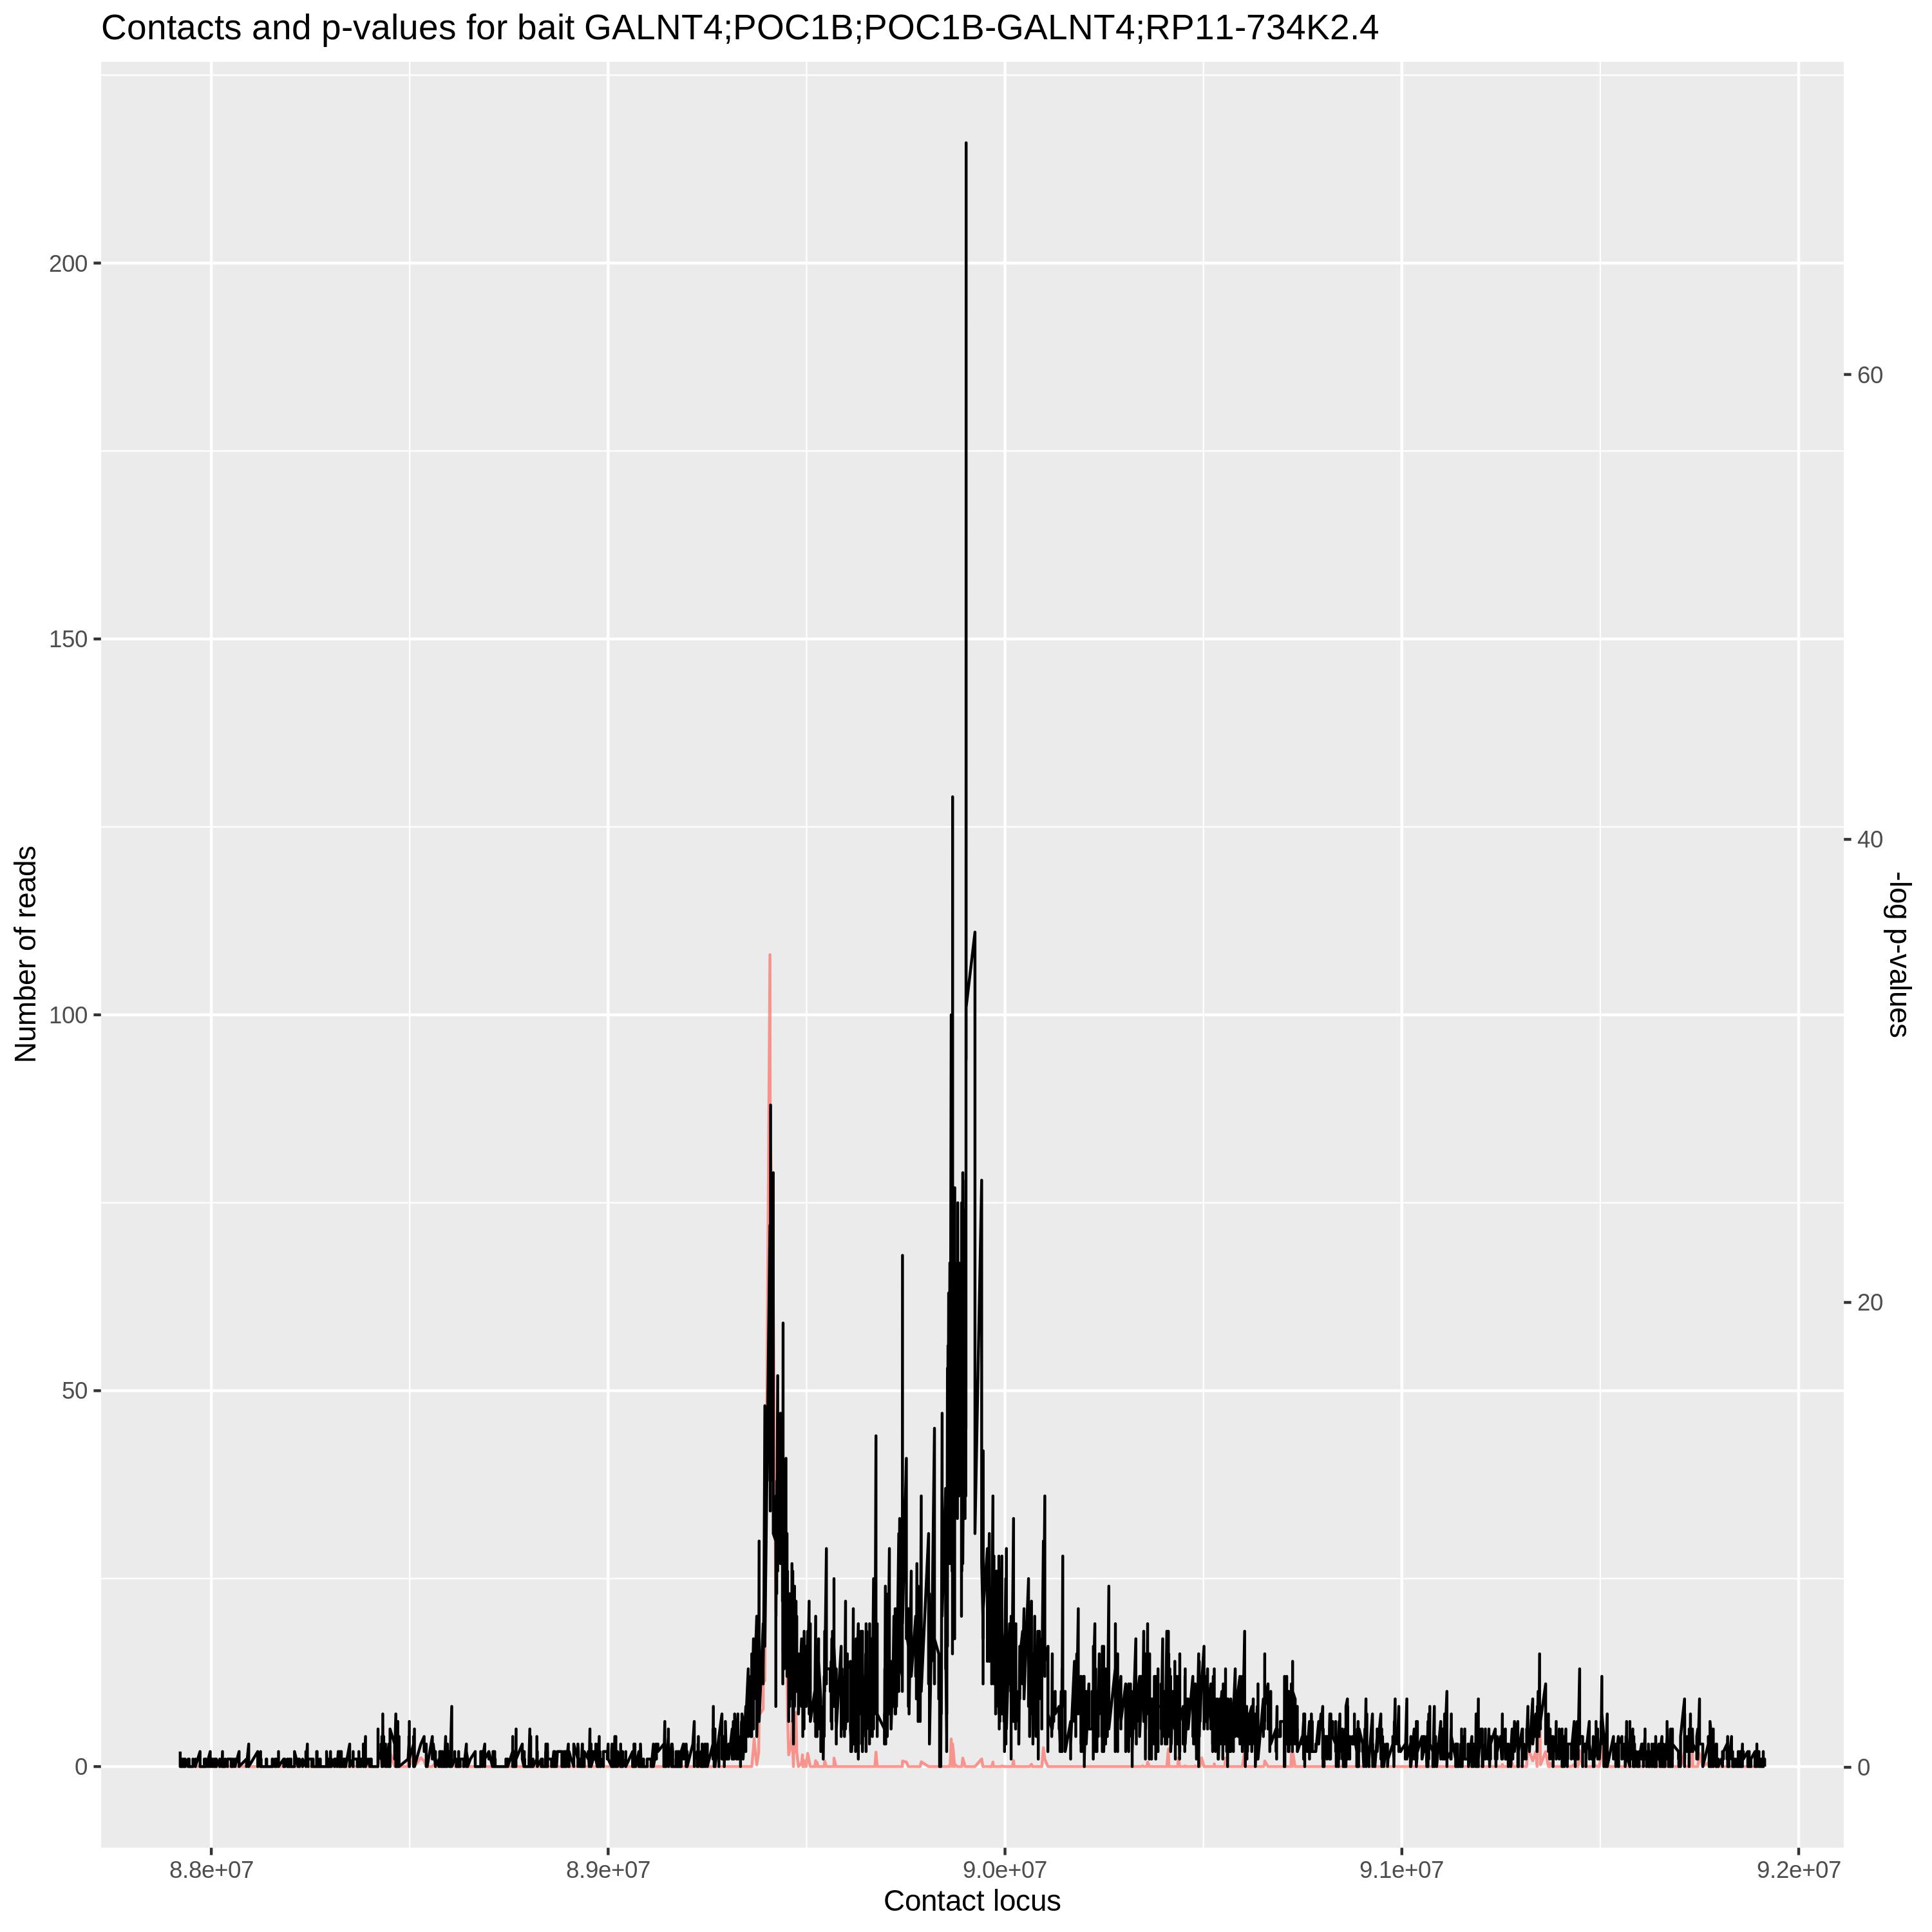 Contacts and p-values for bait GALNT4;POC1B;POC1B-GALNT4;RP11-734K2.4
200
150
100
50
0
Number of reads
60
40
20
0
-log p-values
8.8e+07 8.9e+07 9.0e+07 9.1e+07 9.2e+07
Contact locus